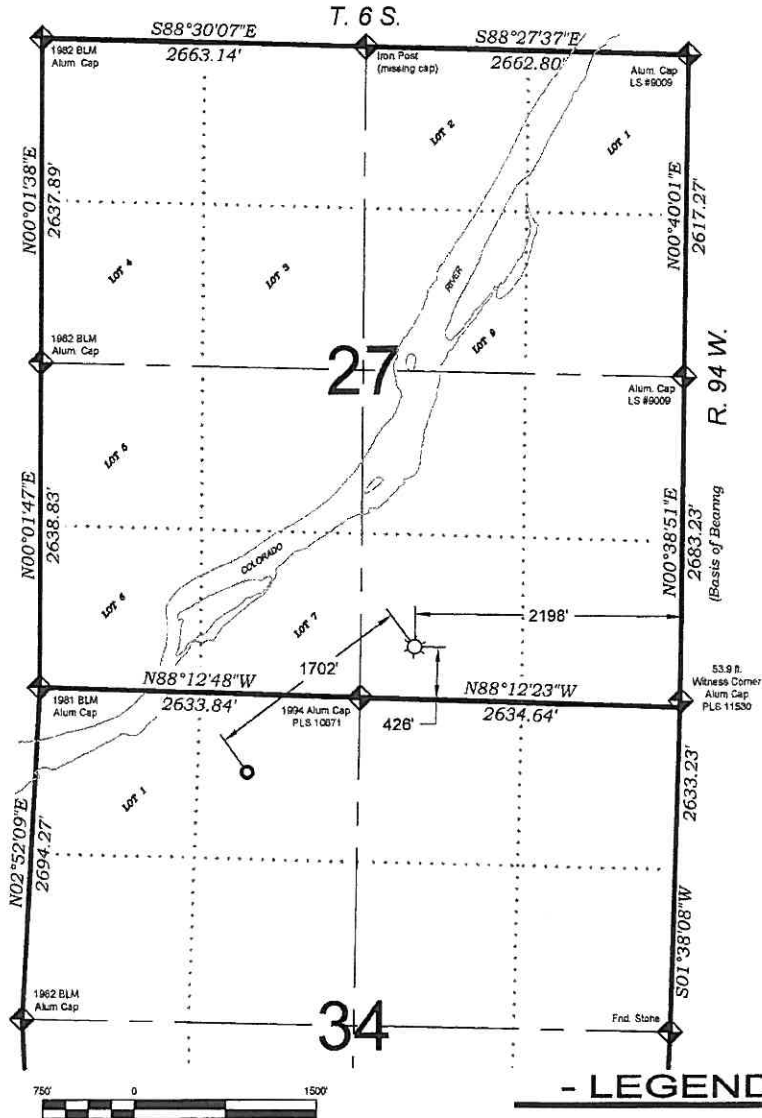 T. 6 S.
S88°30'07"E
2663.14'
S88°27'37"E
2662.80'
1982 BLM
Alum Cap
Iron Post
(missing cap)
Alum. Cap
LS #9009
LOT 2
LOT 1
N00°01'38"E
2637.89'
N00°40'01"E
2617.27'
LOT 4
LOT 3
RIVER
LOT 9
R. 94 W.
1982 BLM
Alum. Cap
27
Alum. Cap
LS #9009
LOT 5
N00°01'47"E
2638.83'
N00°38'51"E
2683.23'
(Basis of Bearing
COLORADO
LOT 6
LOT 7
2198'
1702'
N88°12'48"W
2633.84'
N88°12'23"W
2634.64'
426'
1981 BLM
Alum Cap
1994 Alum Cap
PLS 10871
53.9 ft.
Witness Corner
Alum Cap
PLS 11530
LOT 1
N02°52'09"E
2694.27'
2633.23'
S01°38'08"W
1982 BLM
Alum Cap
34
Fnd. Stone
750'
0
1500'
- LEGEND